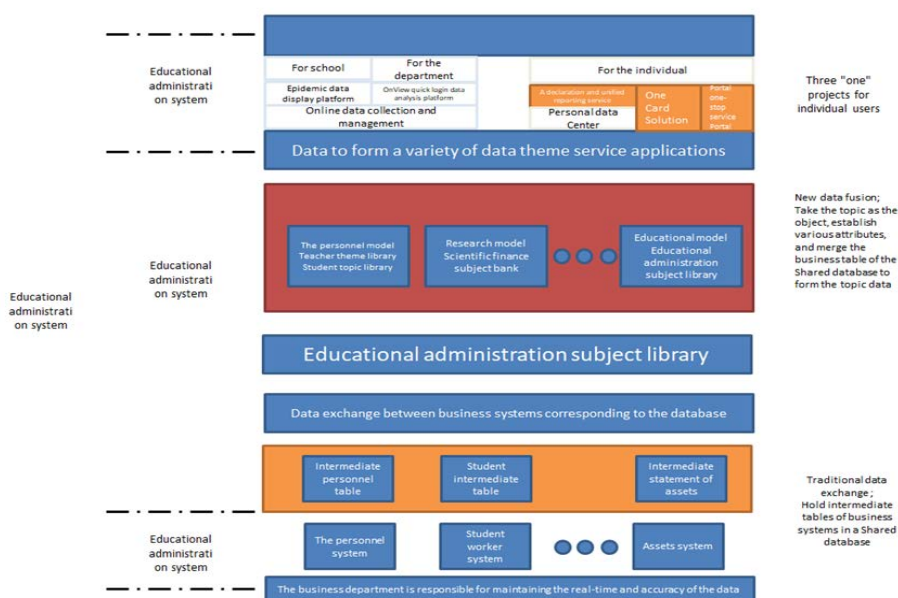 For school
For the
department
For the individual
Educational
administrati
on system
Epidemic data
display platform
OnView quick login data
analysis platform
Online data collection and
management
A declaration and unified
reporting service
Personal data
Center
One
Card
Solution
Portal
one-
stop
service
Portal
Three "one"
projects for
individual users
Data to form a variety of data theme service applications
New data fusion;
Take the topic as the
object, establish
various attributes,
and merge the
business table of the
Shared database to
form the topic data
The personnel model
Teacher theme library
Student topic library
Research model
Scientific finance
subject bank
Educational model
Educational
administration
subject library
Educational
administrati
on system
Educational
administrati
on system
Educational administration subject library
Data exchange between business systems corresponding to the database
Intermediate
personnel
table
Student
intermediate
table
Intermediate
statement of
assets
Traditional data
exchange;
Hold intermediate
tables of business
systems in a Shared
database
Educational
administrati
on system
The personnel
system
Student
worker
system
Assets system
The business department is responsible for maintaining the real-time and accuracy of the data